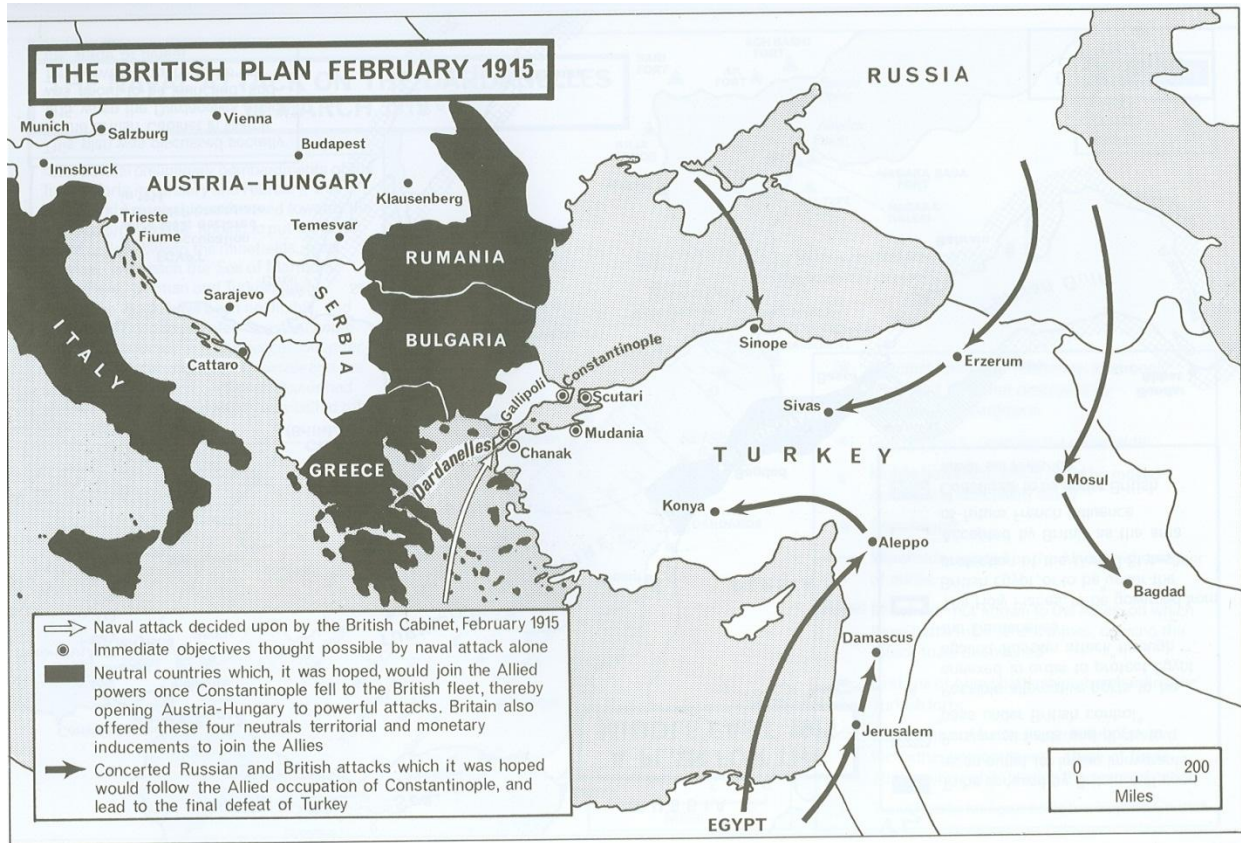 THE BRITISH PLAN FEBRUARY 1915
RUSSIA
Munich
Salzburg
Vienna
Innsbruck
Budapest
AUSTRIA-HUNGARY
Klausenberg
Trieste
Fiume
Temesvar
RUMANIA
Sarajevo
SERBIA
ITALY
BULGARIA
Cattaro
Constantinople
Sinope
Erzerum
Gallipoli
Scutari
Sivas
Mudania
Chanak
Dardanelles
GREECE
TURKEY
Mosul
Konya
Aleppo
Bagdad
Damascus
Jerusalem
EGYPT
Naval attack decided upon by the British Cabinet, February 1915
Immediate objectives thought possible by naval attack alone
Neutral countries which, it was hoped, would join the Allied
powers once Constantinople fell to the British fleet, thereby
opening Austria-Hungary to powerful attacks. Britain also
offered these four neutrals territorial and monetary
inducements to join the Allies
Concerted Russian and British attacks which it was hoped
would follow the Allied occupation of Constantinople, and
lead to the final defeat of Turkey
0 200
Miles